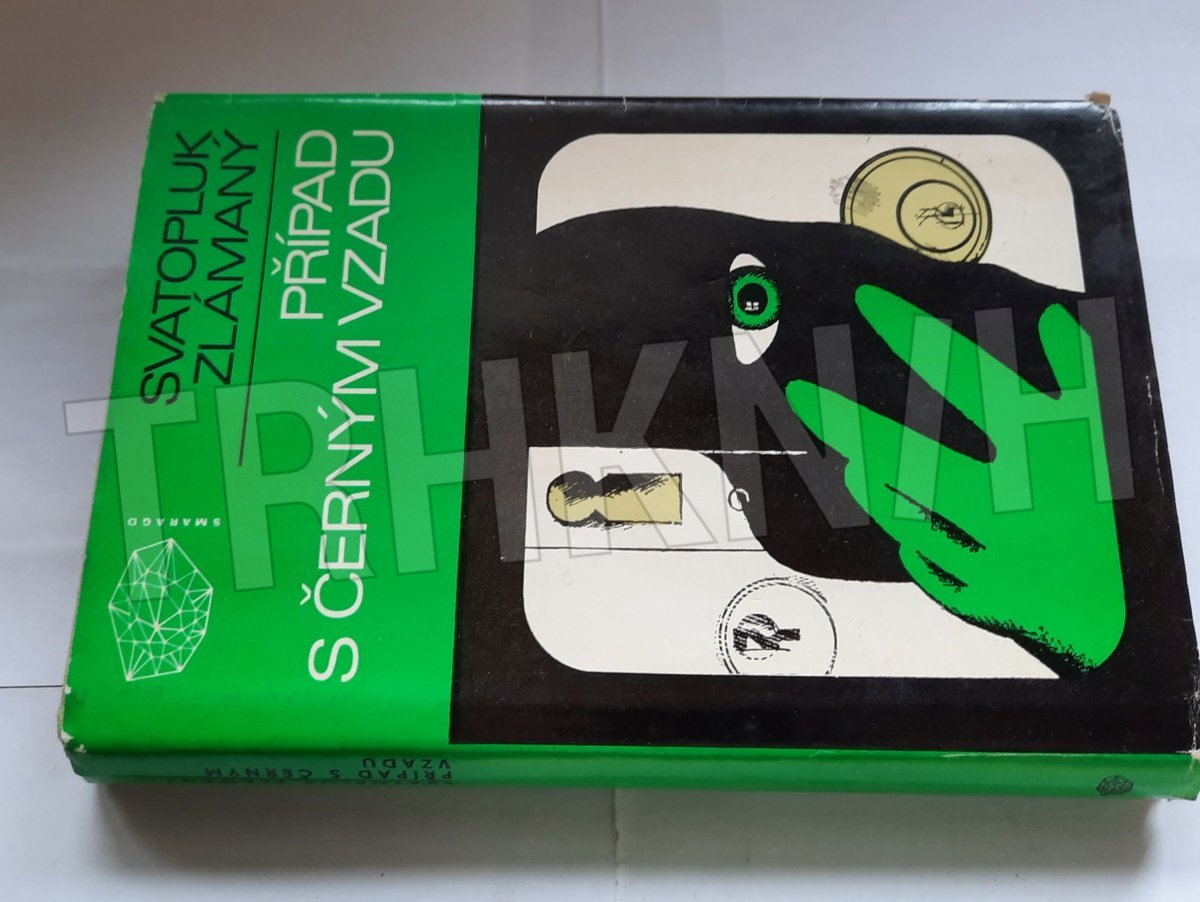 SVATOPLUK
ZLÁMANÝ
PŘÍPAD
S ČERNÝM VZADU
SMARAGD
PŘÍPAD S ČERNÝM
VZADU
TRHKNIH